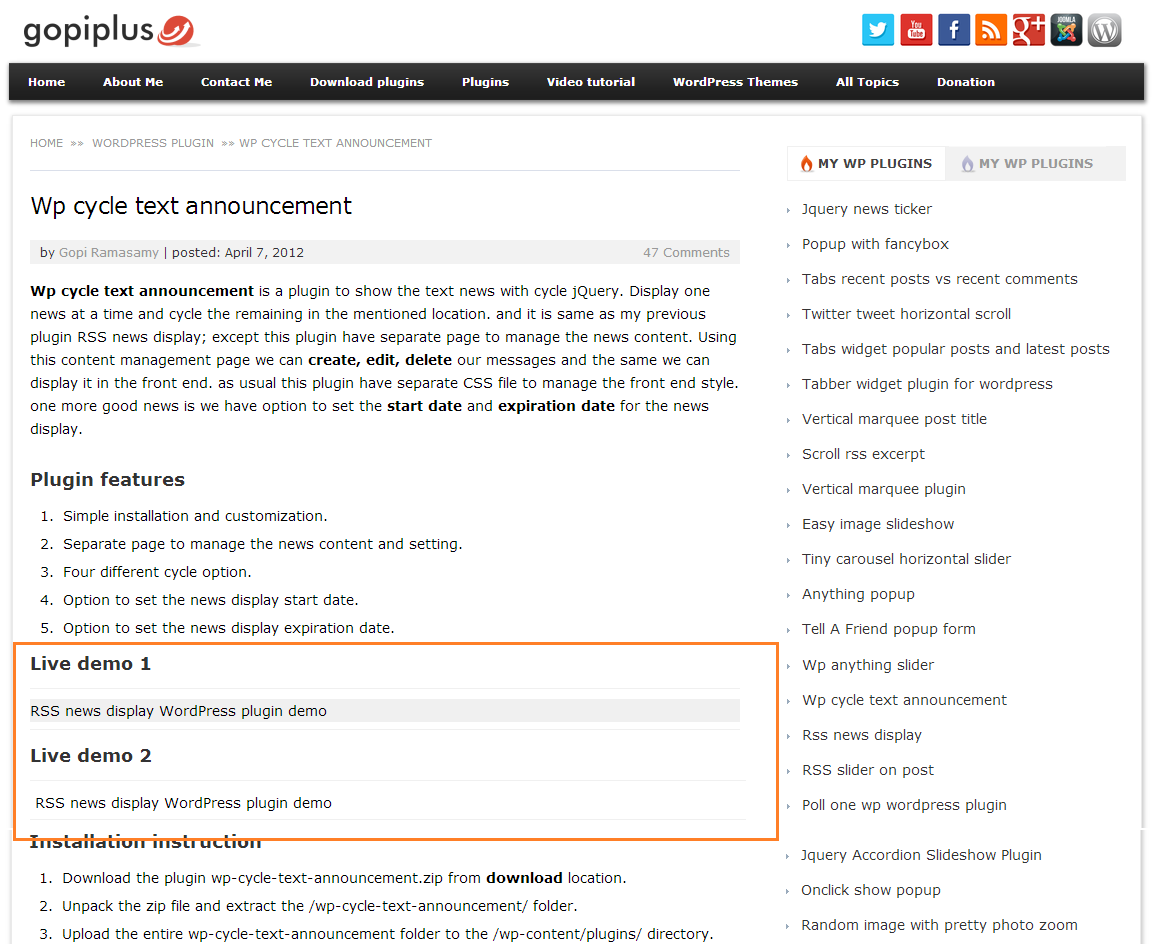 gopiplus
You Tube
g+
JOOMLA
Home About Me Contact Me Download plugins Plugins Video tutorial WordPress Themes All Topics Donation
HOME »» WORDPRESS PLUGIN »» WP CYCLE TEXT ANNOUNCEMENT
Wp cycle text announcement
by Gopi Ramasamy | posted: April 7, 2012 47 Comments
Wp cycle text announcement is a plugin to show the text news with cycle jQuery. Display one
news at a time and cycle the remaining in the mentioned location. and it is same as my previous
plugin RSS news display; except this plugin have separate page to manage the news content. Using
this content management page we can create, edit, delete our messages and the same we can
display it in the front end. as usual this plugin have separate CSS file to manage the front end style.
one more good news is we have option to set the start date and expiration date for the news
display.
Plugin features
1. Simple installation and customization.
2. Separate page to manage the news content and setting.
3. Four different cycle option.
4. Option to set the news display start date.
5. Option to set the news display expiration date.
Live demo 1
RSS news display WordPress plugin demo
Live demo 2
RSS news display WordPress plugin demo
Installation instruction
1. Download the plugin wp-cycle-text-announcement.zip from download location.
2. Unpack the zip file and extract the /wp-cycle-text-announcement/ folder.
3. Upload the entire wp-cycle-text-announcement folder to the /wp-content/plugins/ directory.
MY WP PLUGINS MY WP PLUGINS
Jquery news ticker
Popup with fancybox
Tabs recent posts vs recent comments
Twitter tweet horizontal scroll
Tabs widget popular posts and latest posts
Tabber widget plugin for wordpress
Vertical marquee post title
Scroll rss excerpt
Vertical marquee plugin
Easy image slideshow
Tiny carousel horizontal slider
Anything popup
Tell A Friend popup form
Wp anything slider
Wp cycle text announcement
Rss news display
RSS slider on post
Poll one wp wordpress plugin
Jquery Accordion Slideshow Plugin
Onclick show popup
Random image with pretty photo zoom